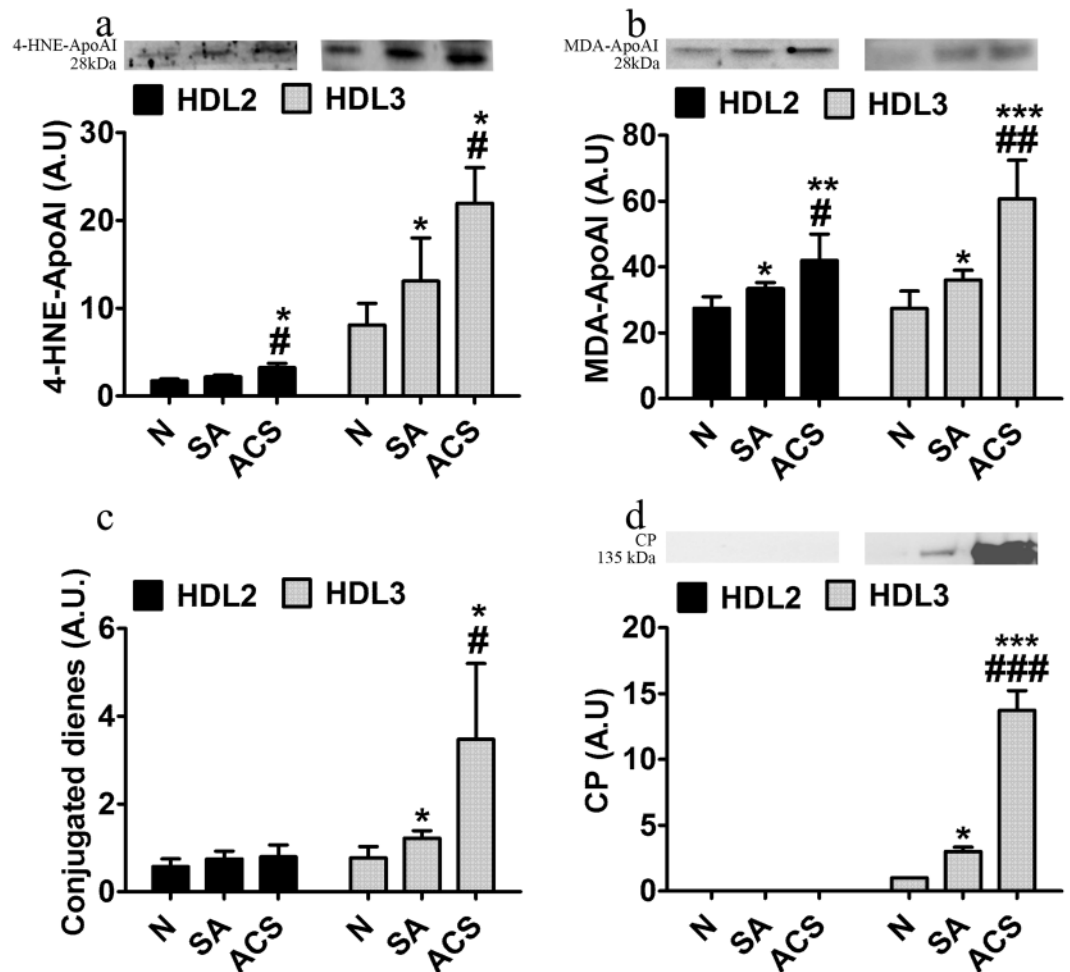 a
4-HNE-ApoAI
28kDa
HDL2 HDL3
4-HNE-ApoAI (A.U)
30
20
10
0
*
#
*
*
#
N SA ACS N SA ACS
b
MDA-ApoAI
28kDa
HDL2 HDL3
MDA-ApoAI (A.U)
80
60
40
20
0
*
**
#
*
***
##
N SA ACS N SA ACS
c
HDL2 HDL3
Conjugated dienes (A.U.)
6
4
2
0
*
*
#
N SA ACS N SA ACS
d
CP
135 kDa
HDL2 HDL3
CP (A.U)
20
15
10
5
0
*
***
###
N SA ACS N SA ACS